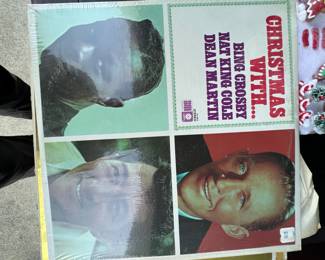 CHRISTMAS
WITH...
BING CROSBY
NAT KING COLE
DEAN MARTIN